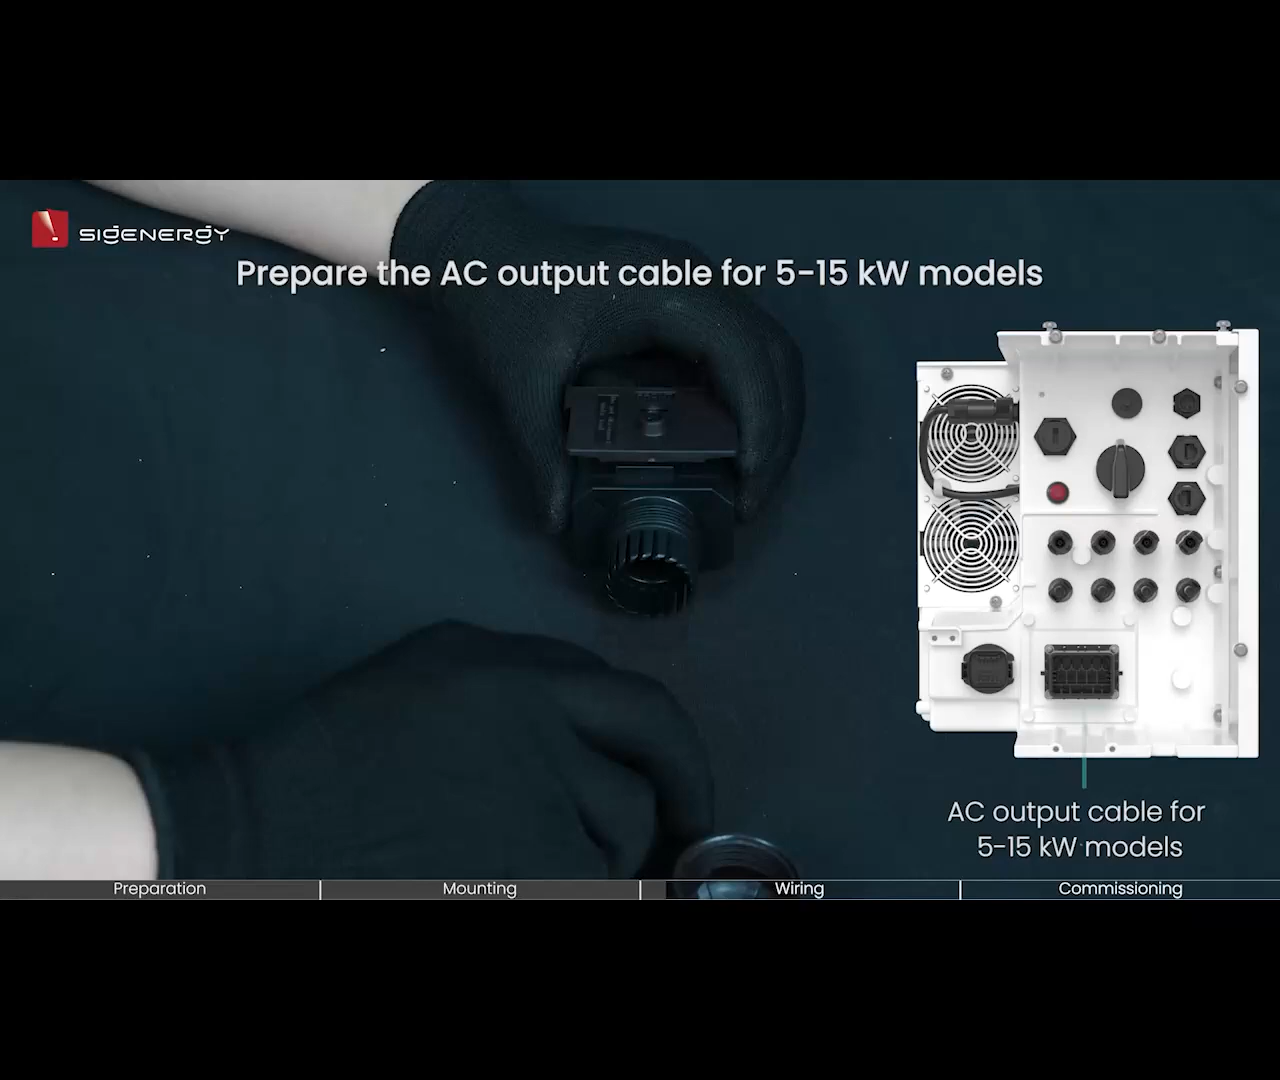 SIGENERGY
Prepare the AC output cable for 5-15 kW models
AC output cable for
5-15 kW models
Preparation
Mounting
Wiring
Commissioning